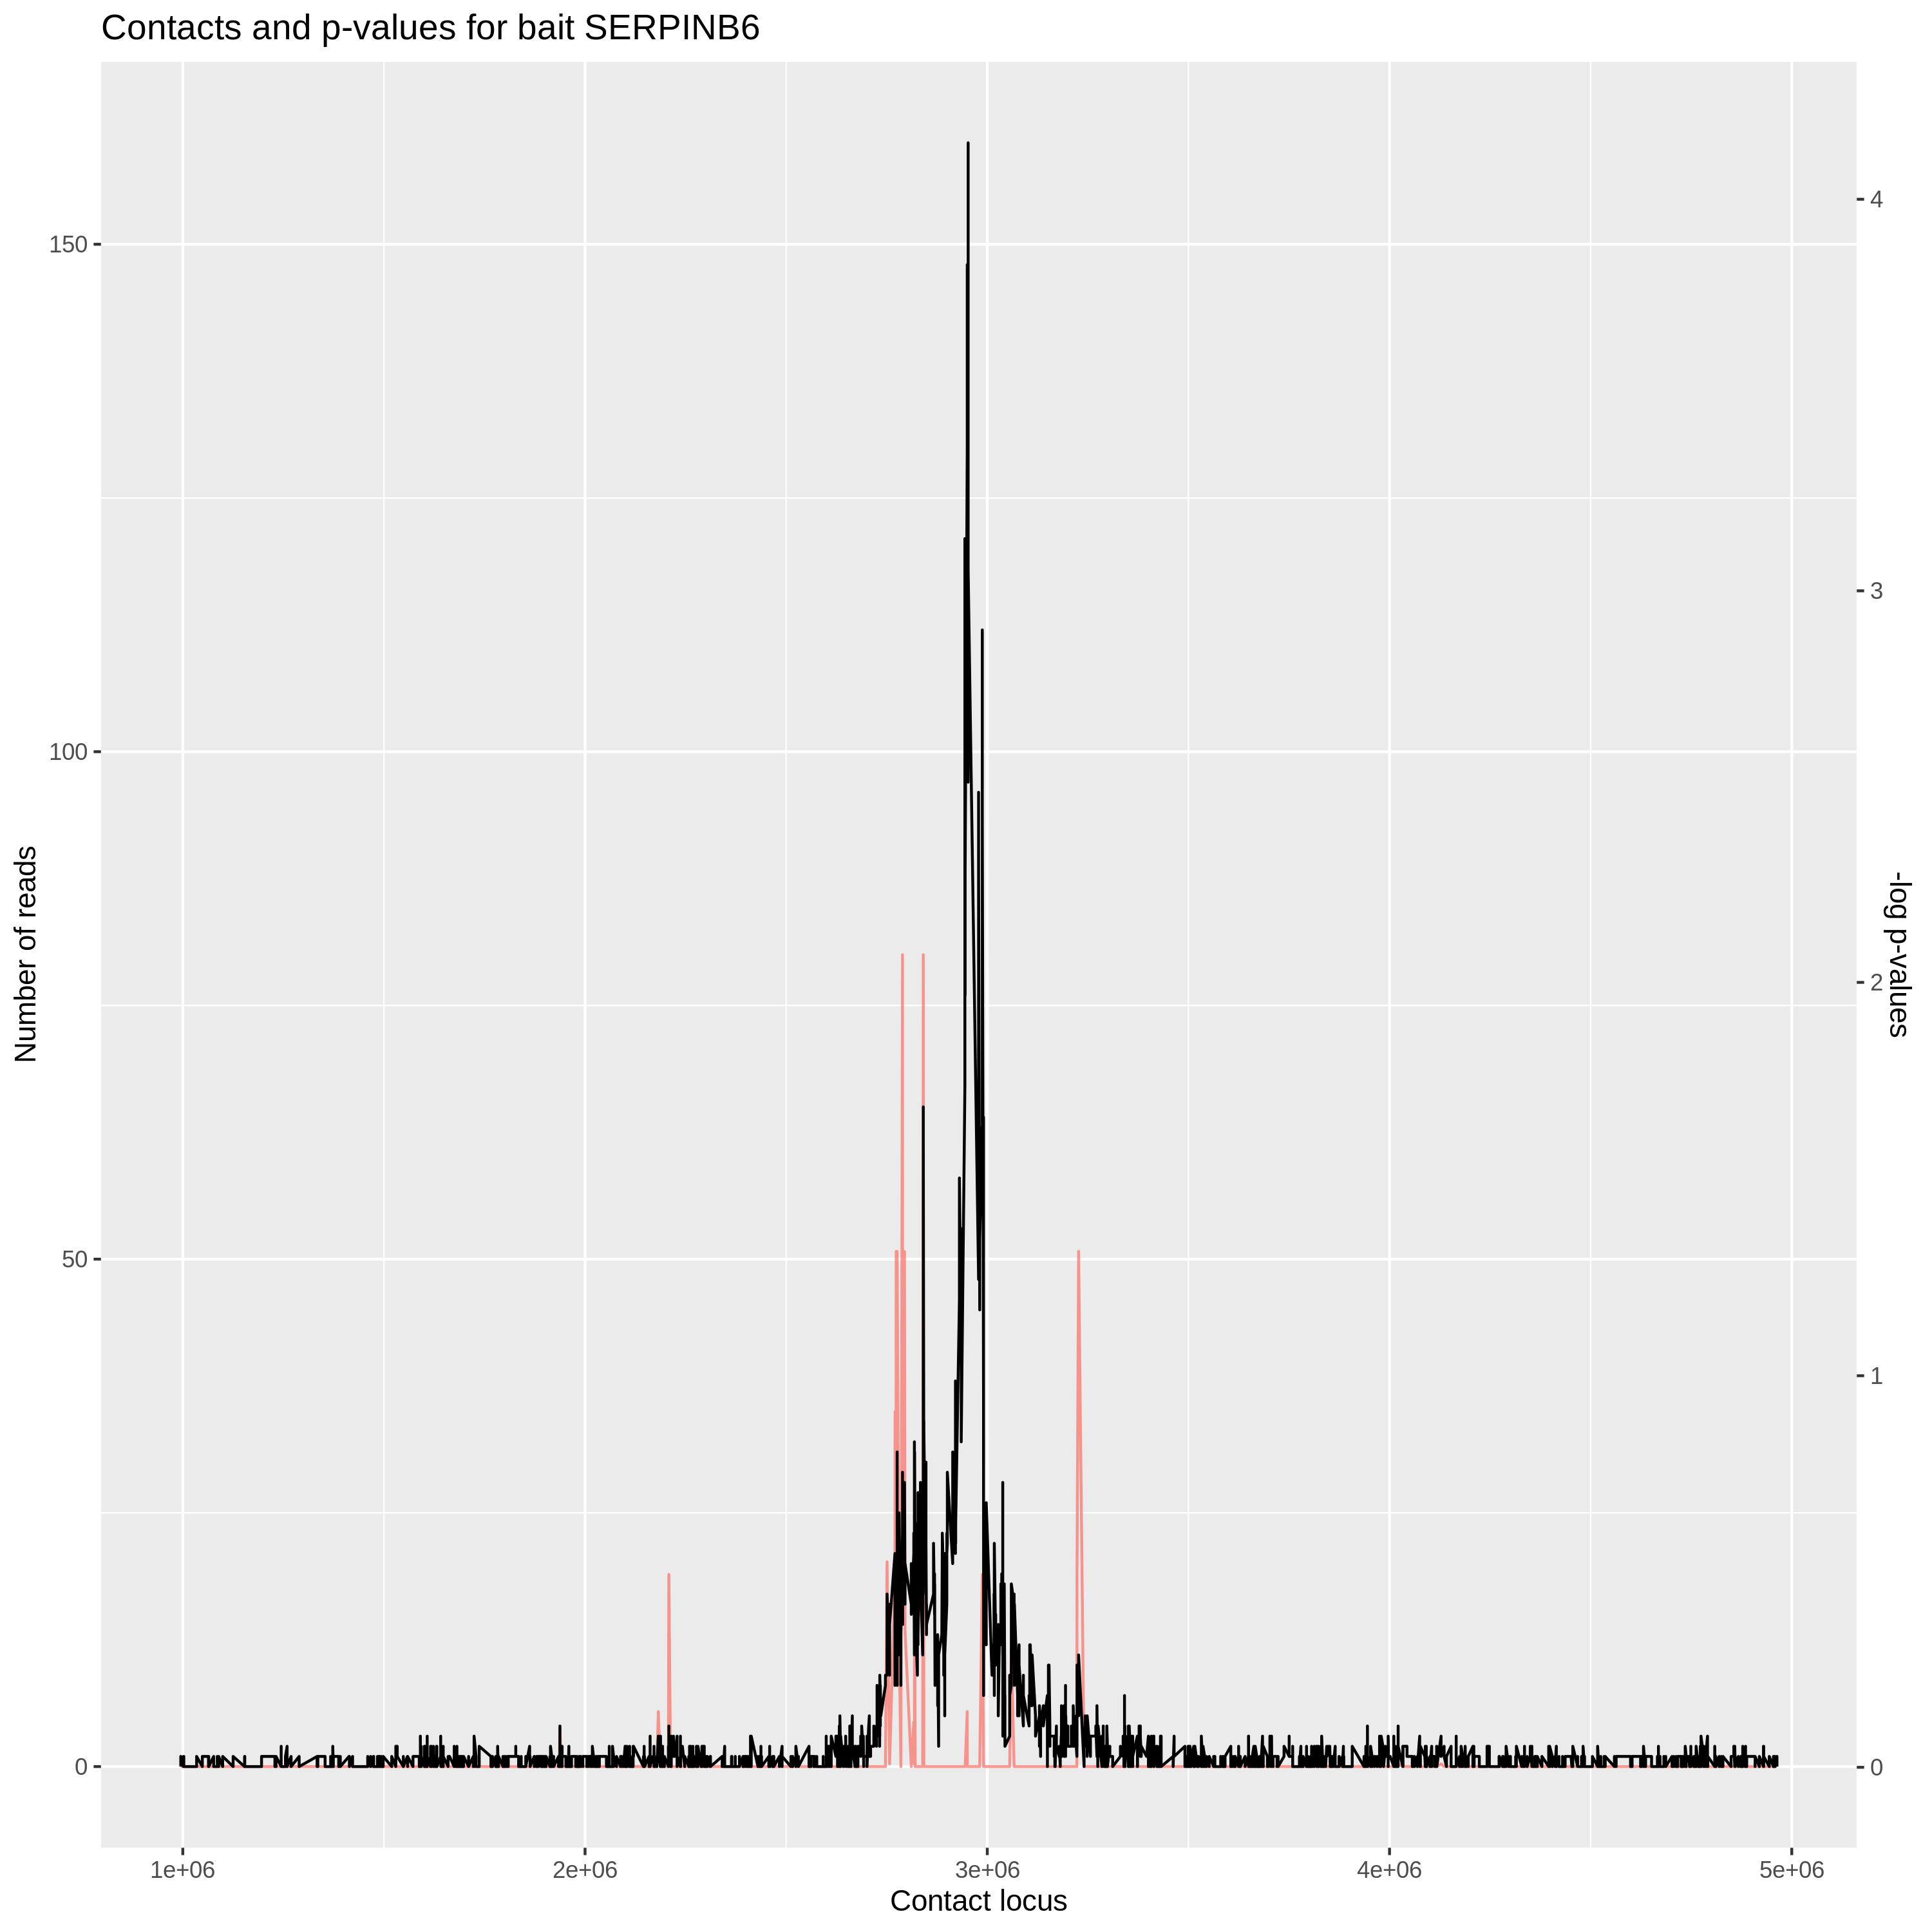 Contacts and p-values for bait SERPINB6
150
100
50
0
Number of reads
4
3
2
1
0
-log p-values
1e+06
2e+06
3e+06
4e+06
5e+06
Contact locus